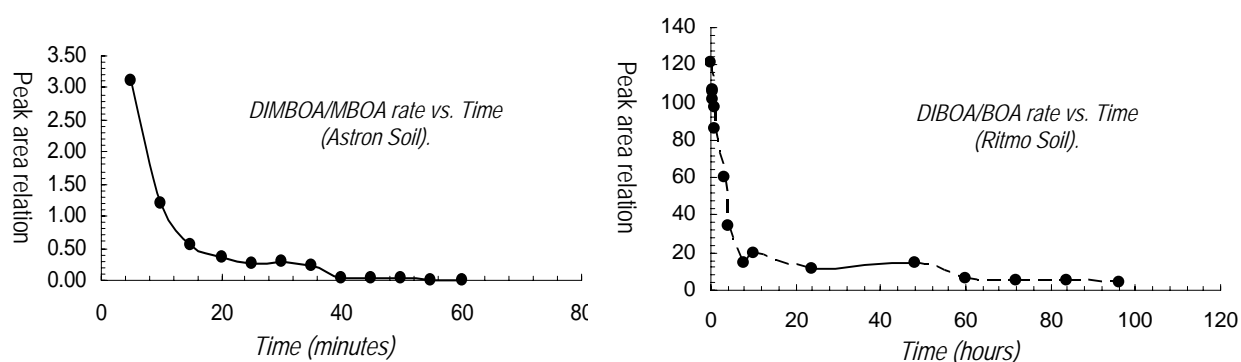 Peak area relation
3.50
3.00
2.50
2.00
1.50
1.00
0.50
0.00
DIMBOA/MBOA rate vs. Time
(Astron Soil).
0 20 40 60 80
Time (minutes)
Peak area relation
140
120
100
80
60
40
20
0
DIBOA/BOA rate vs. Time
(Ritmo Soil).
0 20 40 60 80 100 120
Time (hours)